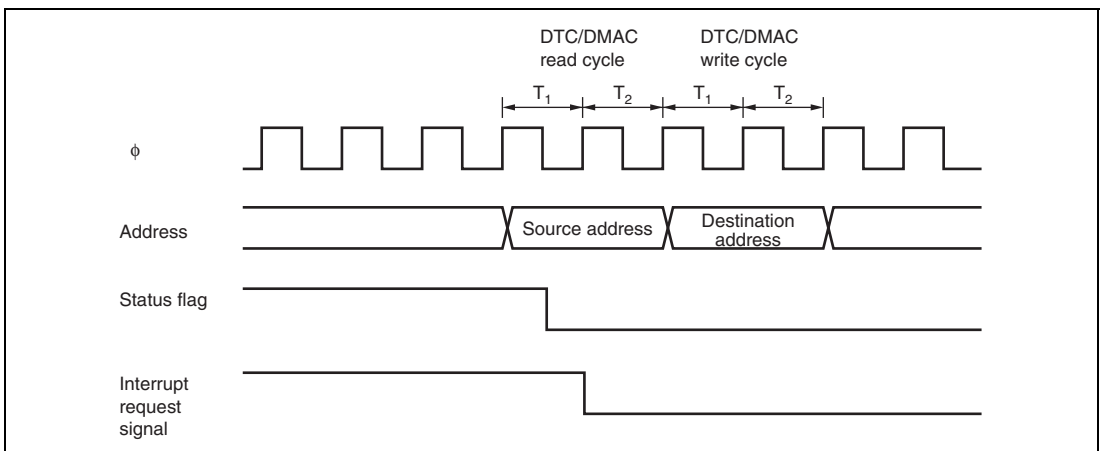 DTC/DMAC DTC/DMAC
read cycle write cycle
T1 T2 T1 T2
ϕ
Address Source address Destination
address
Status flag
Interrupt
request
signal